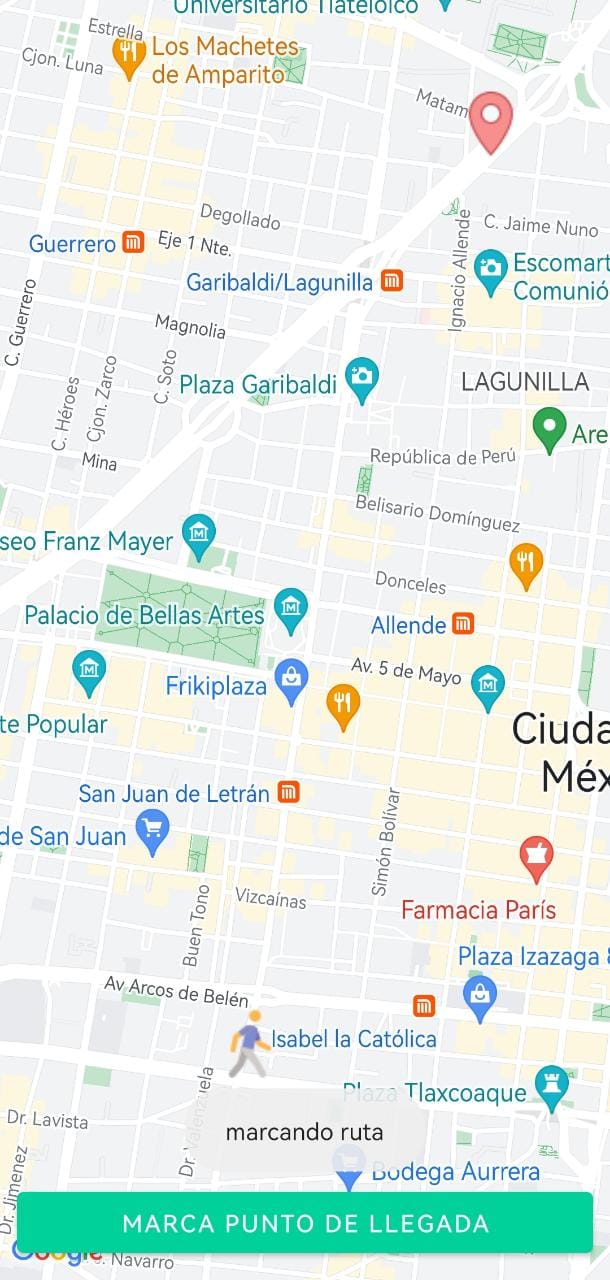 Universitario Tlatelolco
Estrella
Los Machetes
de Amparito
Cjon. Luna
Matam
Degollado
C. Jaime Nuno
Guerrero
Eje 1 Nte.
Ignacio Allende
Escomart
Comunió
Garibaldi/Lagunilla
C. Guerrero
Magnolia
C. Soto
Plaza Garibaldi
LAGUNILLA
C. Héroes
Cjon. Zarco
Are
Mina
República de Perú
Belisario Domínguez
seo Franz Mayer
Donceles
Palacio de Bellas Artes
Allende
Av. 5 de Mayo
Frikiplaza
te Popular
Ciuda
Méx
San Juan de Letrán
de San Juan
Simón Bolívar
Vizcaínas
Farmacia París
Buen Tono
Plaza Izazaga 8
Av Arcos de Belén
Isabel la Católica
Plaza Tlaxcoaque
Dr. Valenzuela
Dr. Lavista
marcando ruta
Dr. Jimenez
Bodega Aurrera
MARCA PUNTO DE LLEGADA
Google
Navarro